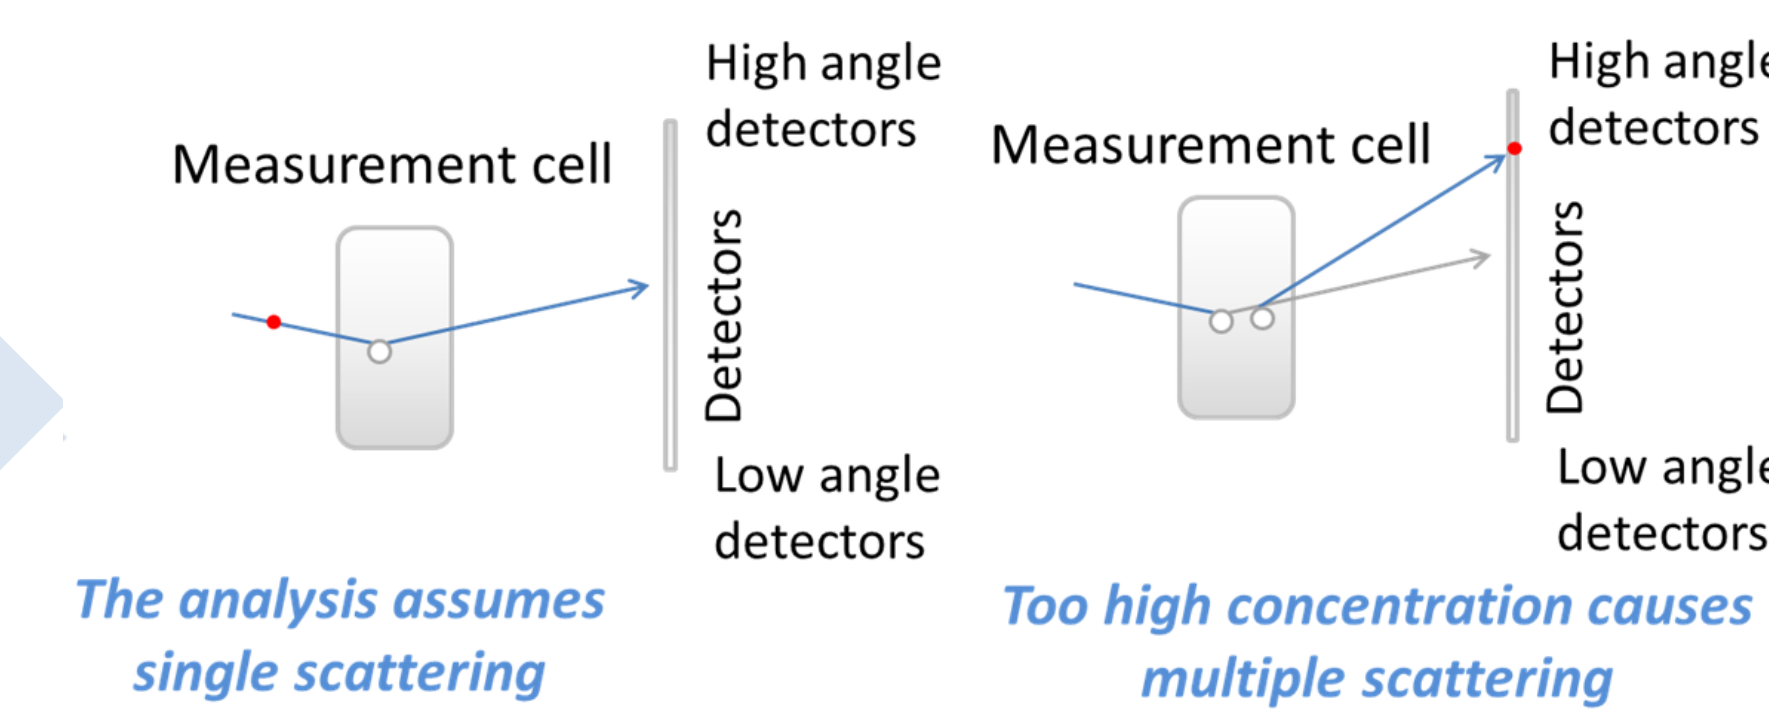 High angle
detectors
Measurement cell
Detectors
Low angle
detectors
The analysis assumes
single scattering
High angle
detectors
Measurement cell
Detectors
Low angle
detectors
Too high concentration causes
multiple scattering